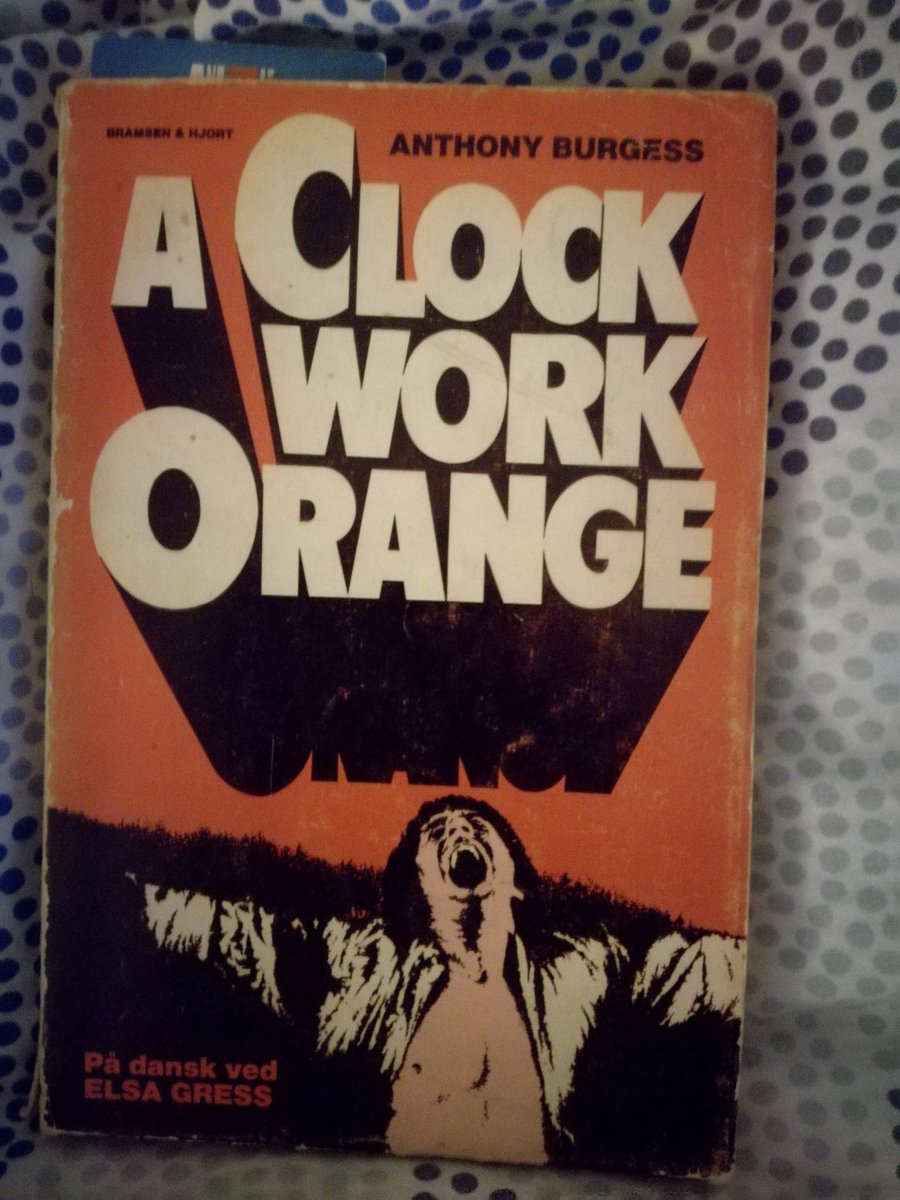 BRAMSEN & HJORT
ANTHONY BURGESS
A CLOCK
WORK
ORANGE
På dansk ved
ELSA GRESS